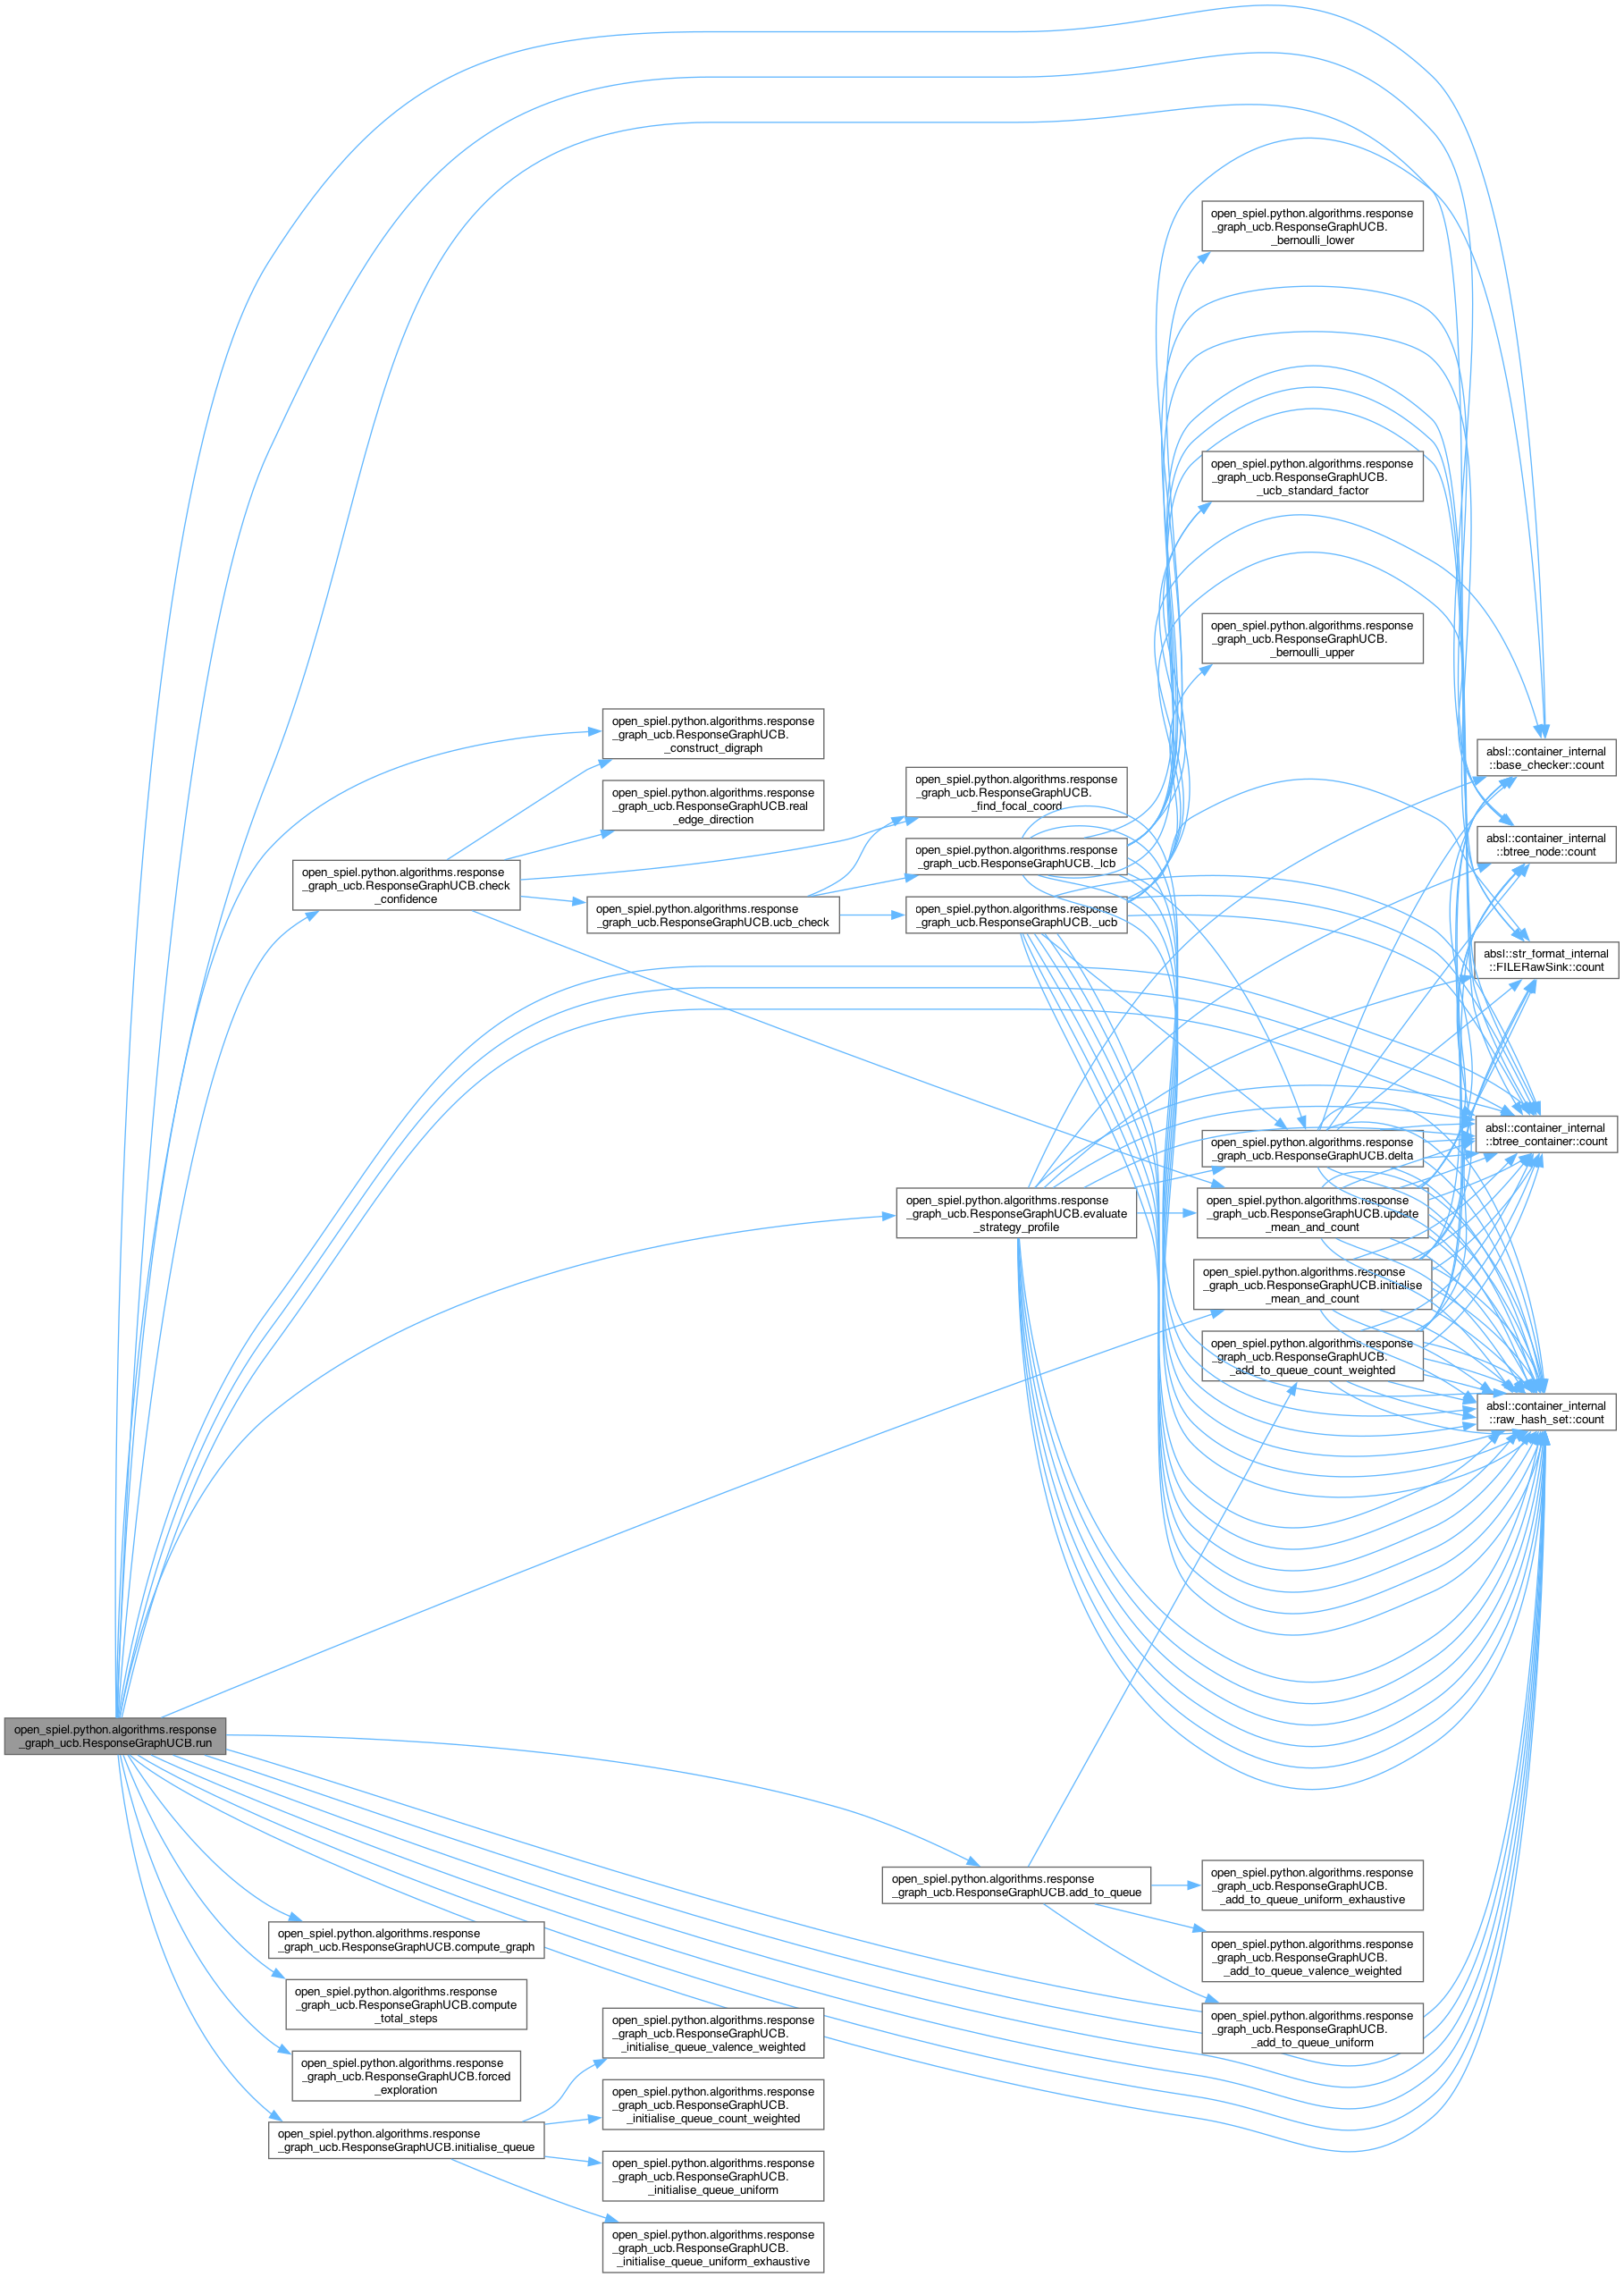 open_spiel.python.algorithms.response
_graph_ucb.ResponseGraphUCB.run
open_spiel.python.algorithms.response
_graph_ucb.ResponseGraphUCB.check
_confidence
open_spiel.python.algorithms.response
_graph_ucb.ResponseGraphUCB.compute_graph
open_spiel.python.algorithms.response
_graph_ucb.ResponseGraphUCB.compute
_total_steps
open_spiel.python.algorithms.response
_graph_ucb.ResponseGraphUCB.forced
_exploration
open_spiel.python.algorithms.response
_graph_ucb.ResponseGraphUCB.initialise_queue
open_spiel.python.algorithms.response
_graph_ucb.ResponseGraphUCB.
_construct_digraph
open_spiel.python.algorithms.response
_graph_ucb.ResponseGraphUCB.real
_edge_direction
open_spiel.python.algorithms.response
_graph_ucb.ResponseGraphUCB.ucb_check
open_spiel.python.algorithms.response
_graph_ucb.ResponseGraphUCB.
_initialise_queue_valence_weighted
open_spiel.python.algorithms.response
_graph_ucb.ResponseGraphUCB.
_initialise_queue_count_weighted
open_spiel.python.algorithms.response
_graph_ucb.ResponseGraphUCB.
_initialise_queue_uniform
open_spiel.python.algorithms.response
_graph_ucb.ResponseGraphUCB.
_initialise_queue_uniform_exhaustive
open_spiel.python.algorithms.response
_graph_ucb.ResponseGraphUCB.
_find_focal_coord
open_spiel.python.algorithms.response
_graph_ucb.ResponseGraphUCB._lcb
open_spiel.python.algorithms.response
_graph_ucb.ResponseGraphUCB._ucb
open_spiel.python.algorithms.response
_graph_ucb.ResponseGraphUCB.evaluate
_strategy_profile
open_spiel.python.algorithms.response
_graph_ucb.ResponseGraphUCB.add_to_queue
open_spiel.python.algorithms.response
_graph_ucb.ResponseGraphUCB.
_bernoulli_lower
open_spiel.python.algorithms.response
_graph_ucb.ResponseGraphUCB.
_ucb_standard_factor
open_spiel.python.algorithms.response
_graph_ucb.ResponseGraphUCB.
_bernoulli_upper
open_spiel.python.algorithms.response
_graph_ucb.ResponseGraphUCB.delta
open_spiel.python.algorithms.response
_graph_ucb.ResponseGraphUCB.update
_mean_and_count
open_spiel.python.algorithms.response
_graph_ucb.ResponseGraphUCB.initialise
_mean_and_count
open_spiel.python.algorithms.response
_graph_ucb.ResponseGraphUCB.
_add_to_queue_count_weighted
open_spiel.python.algorithms.response
_graph_ucb.ResponseGraphUCB.
_add_to_queue_uniform_exhaustive
open_spiel.python.algorithms.response
_graph_ucb.ResponseGraphUCB.
_add_to_queue_valence_weighted
open_spiel.python.algorithms.response
_graph_ucb.ResponseGraphUCB.
_add_to_queue_uniform
absl::container_internal
::base_checker::count
absl::container_internal
::btree_node::count
absl::str_format_internal
::FILERawSink::count
absl::container_internal
::btree_container::count
absl::container_internal
::raw_hash_set::count